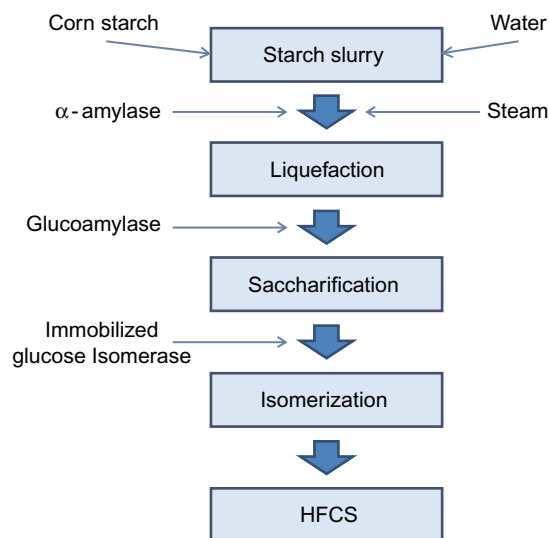 Corn starch
Water
Starch slurry
α-amylase
Steam
Liquefaction
Glucoamylase
Saccharification
Immobilized
glucose Isomerase
Isomerization
HFCS